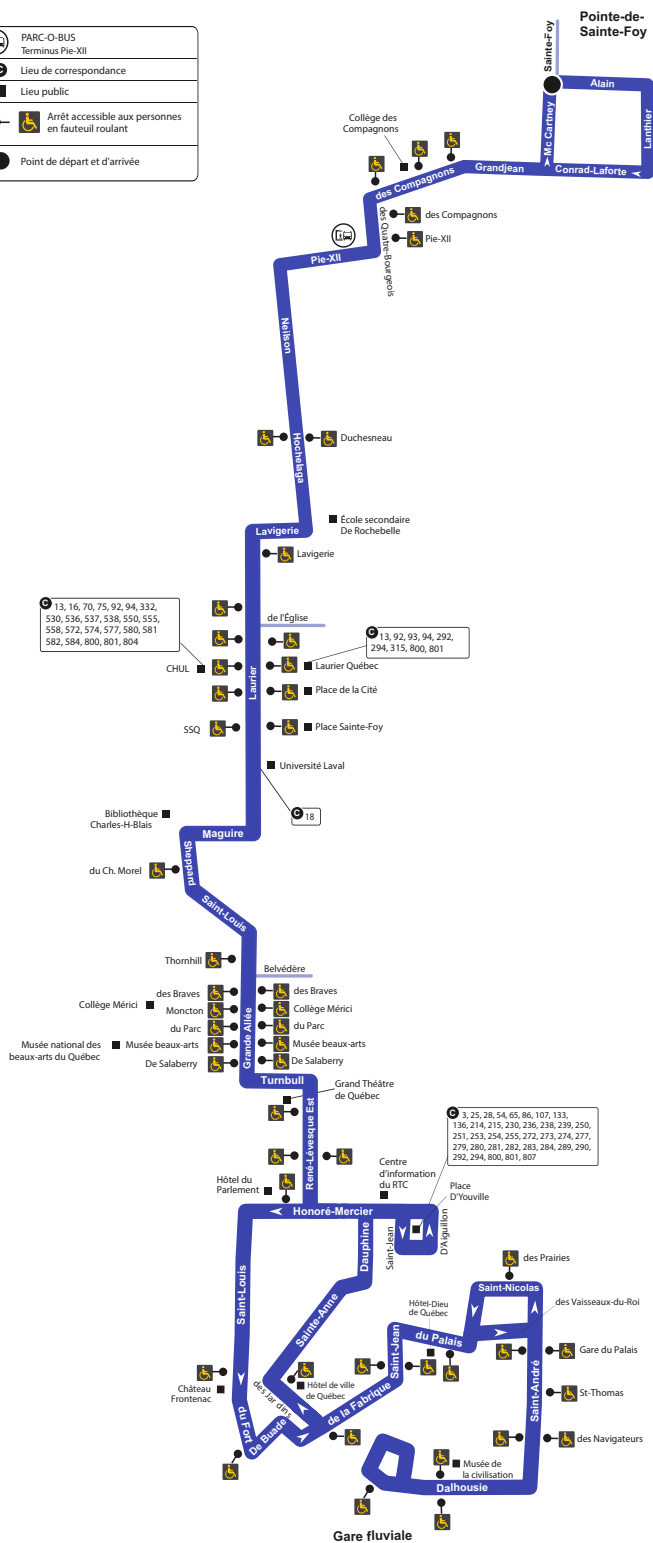 Pointe-de-
Sainte-Foy
PARC-O-BUS
Terminus Pie-XII
C Lieu de correspondance
Lieu public
Arrêt accessible aux personnes
en fauteuil roulant
Point de départ et d'arrivée
Sainte-Foy
Alain
Lanthier
Mc Cartney
Conrad-Laforte
Grandjean
Collège des
Compagnons
des Compagnons
des Quatre-Bourgeois
des Compagnons
Pie-XII
Pie-XII
Neilson
Hochelaga
Duchesneau
École secondaire
De Rochebelle
Lavigerie
Lavigerie
C 13, 16, 70, 75, 92, 94, 332,
530, 536, 537, 538, 550, 555,
558, 572, 574, 577, 580, 581
582, 584, 800, 801, 804
de l'Église
C 13, 92, 93, 94, 292,
294, 315, 800, 801
CHUL
Laurier
Laurier Québec
Place de la Cité
SSQ
Place Sainte-Foy
Université Laval
C 18
Bibliothèque
Charles-H-Blais
Maguire
Sheppard
du Ch. Morel
Saint-Louis
Thornhill
Belvédère
des Braves
des Braves
Collège Mérici
Moncton
Collège Mérici
du Parc
du Parc
Musée national des
beaux-arts du Québec
Musée beaux-arts
Musée beaux-arts
De Salaberry
De Salaberry
Grande Allée
Turnbull
Grand Théâtre
de Québec
René-Lévesque Est
C 3, 25, 28, 54, 65, 86, 107, 133,
136, 214, 215, 230, 236, 238, 239, 250,
251, 253, 254, 255, 272, 273, 274, 277,
279, 280, 281, 282, 283, 284, 289, 290,
292, 294, 800, 801, 807
Hôtel du
Parlement
Centre
d'information
du RTC
Place
D'Youville
Honoré-Mercier
Saint-Jean
D'Aiguillon
Dauphine
Saint-Louis
Sainte-Anne
des Prairies
Saint-Nicolas
des Vaisseaux-du-Roi
Hôtel-Dieu
de Québec
du Palais
Saint-Jean
Gare du Palais
Saint-André
St-Thomas
des Navigateurs
Château
Frontenac
des Jardins
Hôtel de ville
de Québec
de la Fabrique
du Fort
De Buade
Musée de
la civilisation
Dalhousie
Gare fluviale